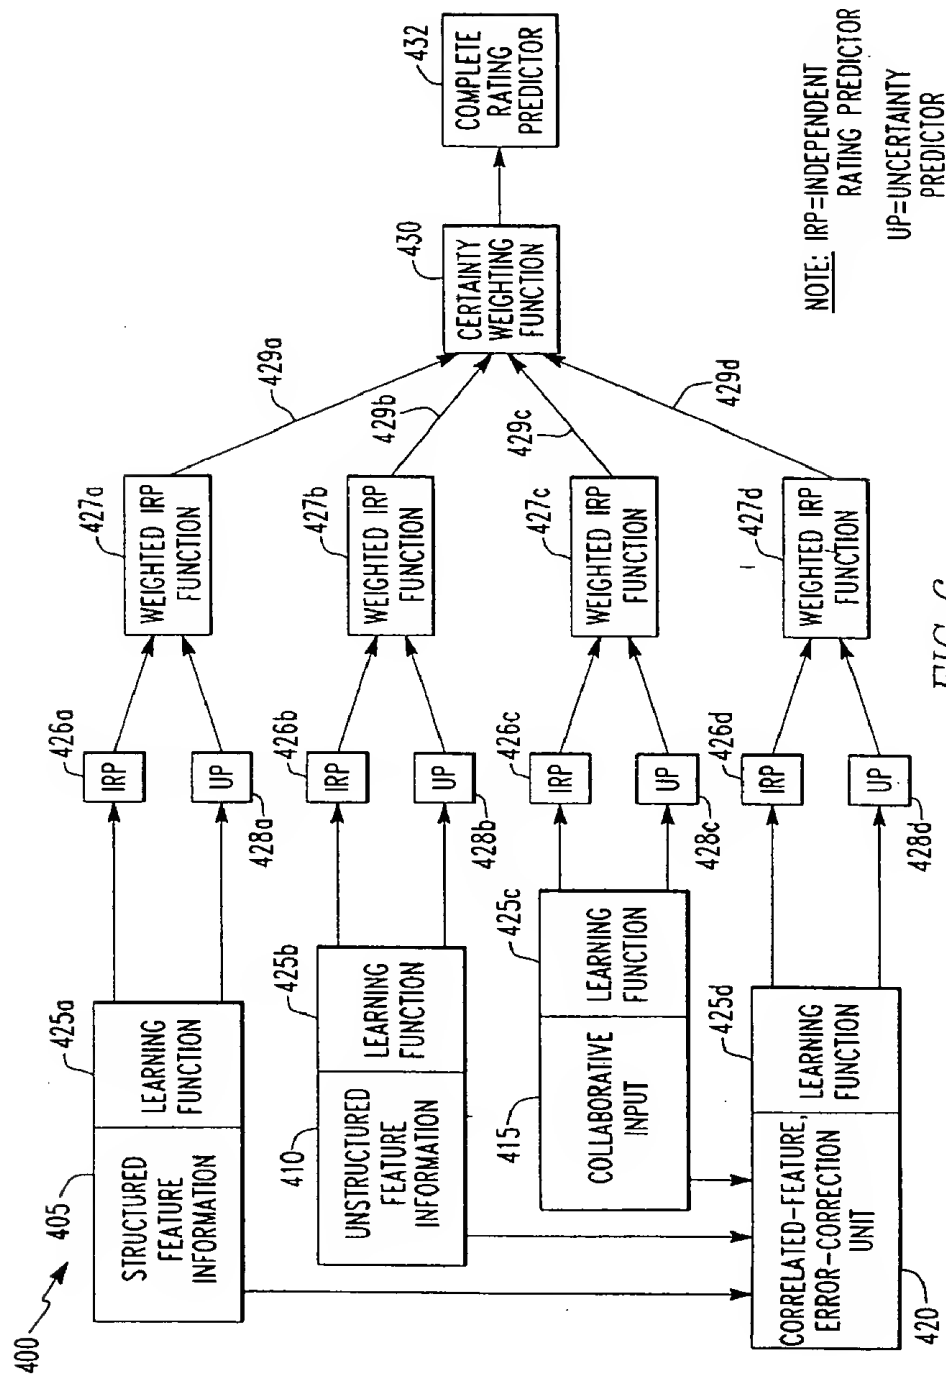 400
405
425a
STRUCTURED
FEATURE
INFORMATION
LEARNING
FUNCTION
426a
IRP
UP
428a
427a
WEIGHTED IRP
FUNCTION
429a
410
425b
UNSTRUCTURED
FEATURE
INFORMATION
LEARNING
FUNCTION
426b
IRP
UP
428b
427b
WEIGHTED IRP
FUNCTION
429b
415
425c
COLLABORATIVE
INPUT
LEARNING
FUNCTION
426c
IRP
UP
428c
427c
WEIGHTED IRP
FUNCTION
429c
425d
CORRELATED-FEATURE,
ERROR-CORRECTION
UNIT
420
LEARNING
FUNCTION
426d
IRP
UP
428d
427d
WEIGHTED IRP
FUNCTION
429d
430
CERTAINTY
WEIGHTING
FUNCTION
432
COMPLETE
RATING
PREDICTOR
NOTE: IRP=INDEPENDENT
RATING PREDICTOR
UP=UNCERTAINTY
PREDICTOR
FIG.